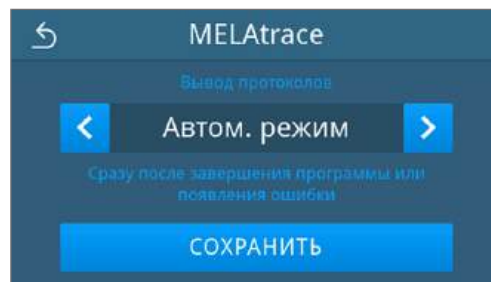 MELAtrace
Вывод протоколов
Автом. режим
Сразу после завершения программы или
появления ошибки
СОХРАНИТЬ